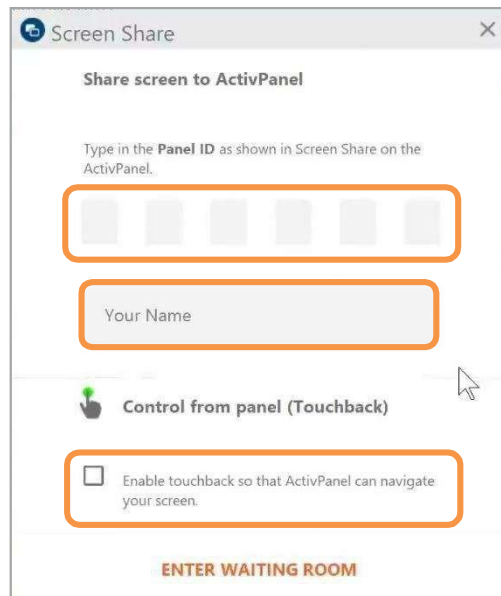 Screen Share
Share screen to ActivPanel
Type in the Panel ID as shown in Screen Share on the
ActivPanel.
Your Name
Control from panel (Touchback)
Enable touchback so that ActivPanel can navigate
your screen.
ENTER WAITING ROOM